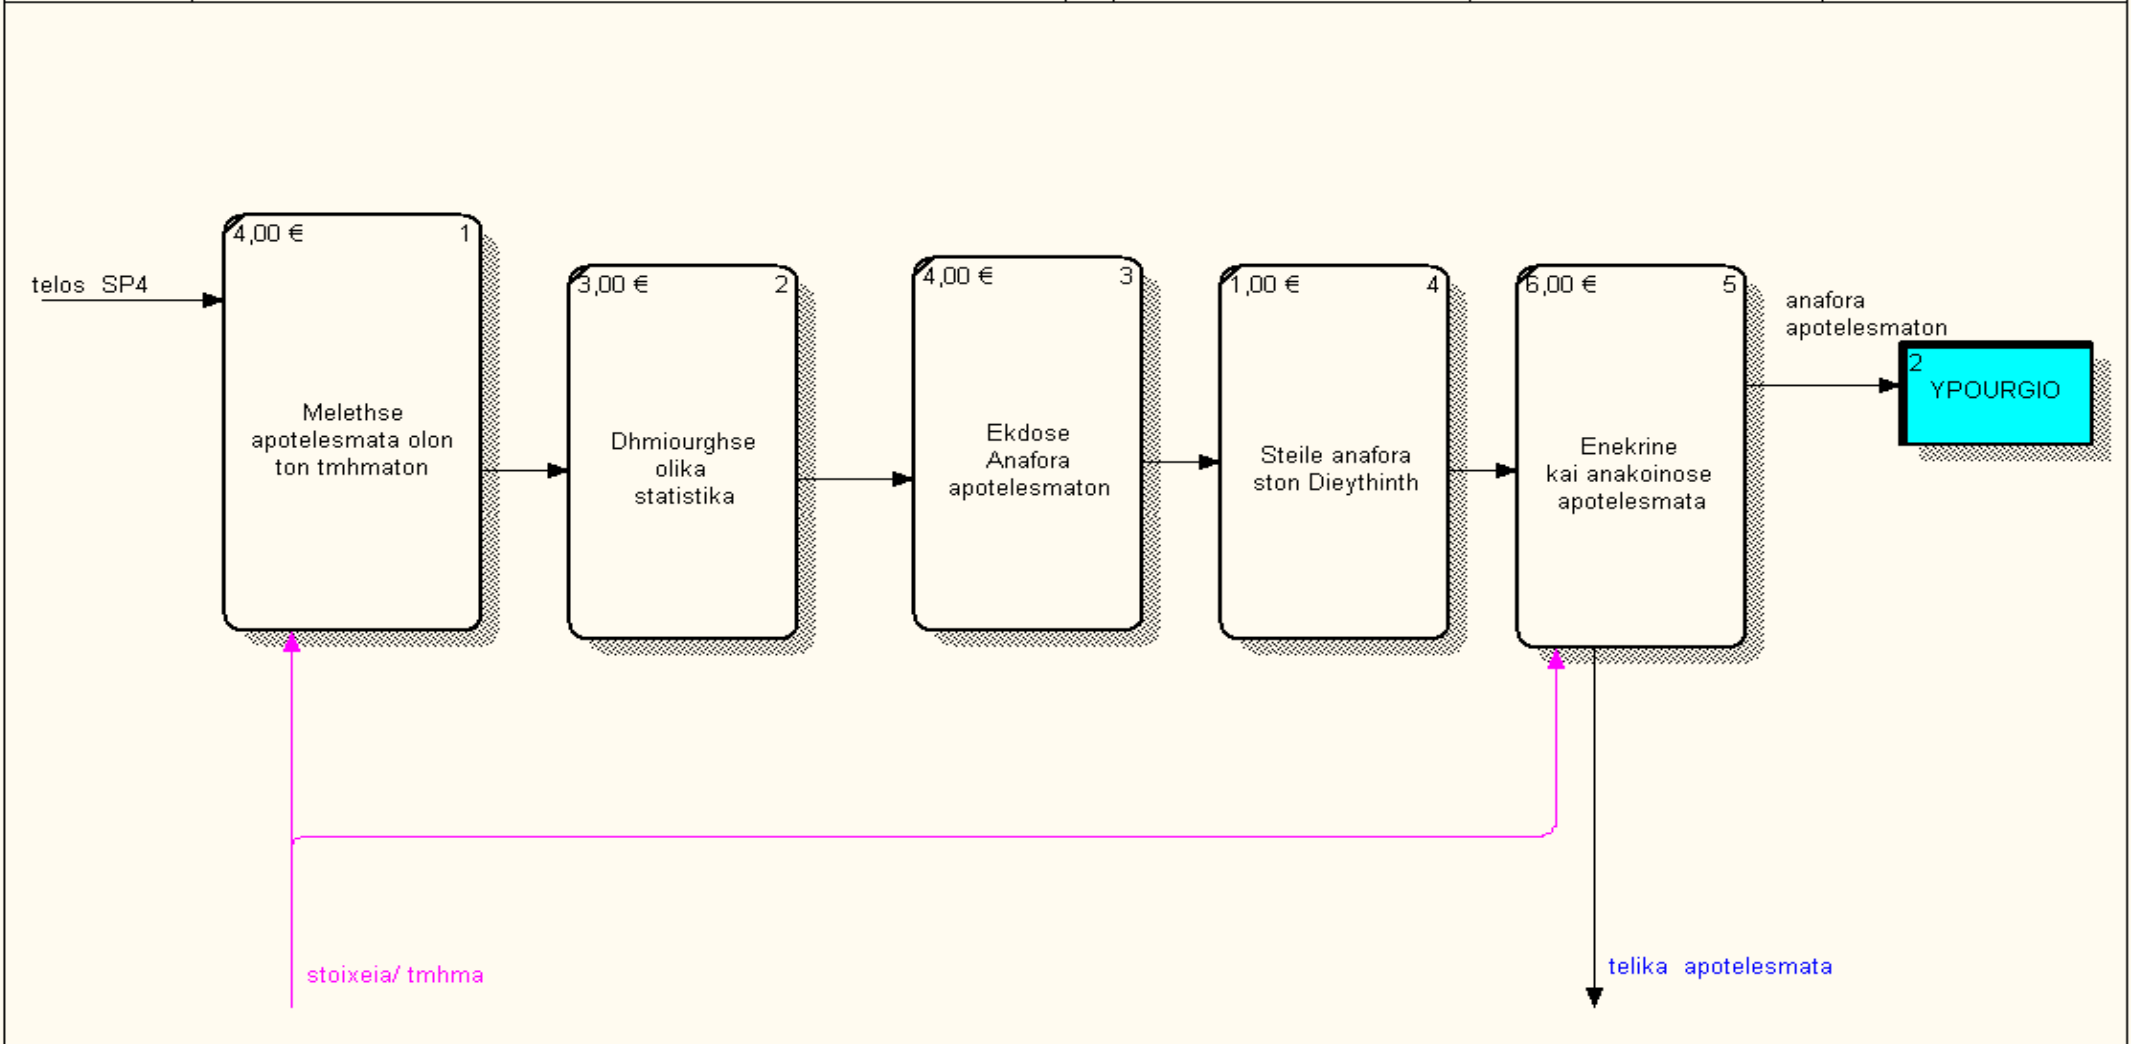 telos SP4
4,00 € 1
Melethse
apotelesmata olon
ton tmhmaton
3,00 € 2
Dhmiourghse
olika
statistika
4,00 € 3
Ekdose
Anafora
apotelesmaton
1,00 € 4
Steile anafora
ston Dieythinth
6,00 € 5
Enekrine
kai anakoinose
apotelesmata
anafora
apotelesmaton
2
YPOURGIO
stoixeia/ tmhma
telika apotelesmata